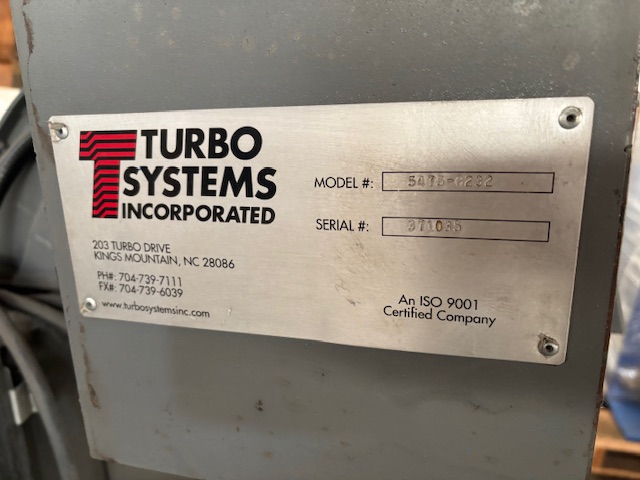 TURBO
SYSTEMS
INCORPORATED
203 TURBO DRIVE
KINGS MOUNTAIN, NC 28086
PH#: 704-739-7111
FX#: 704-739-6039
www.turbosystemsinc.com
MODEL #:
SERIAL #:
An ISO 9001
Certified Company